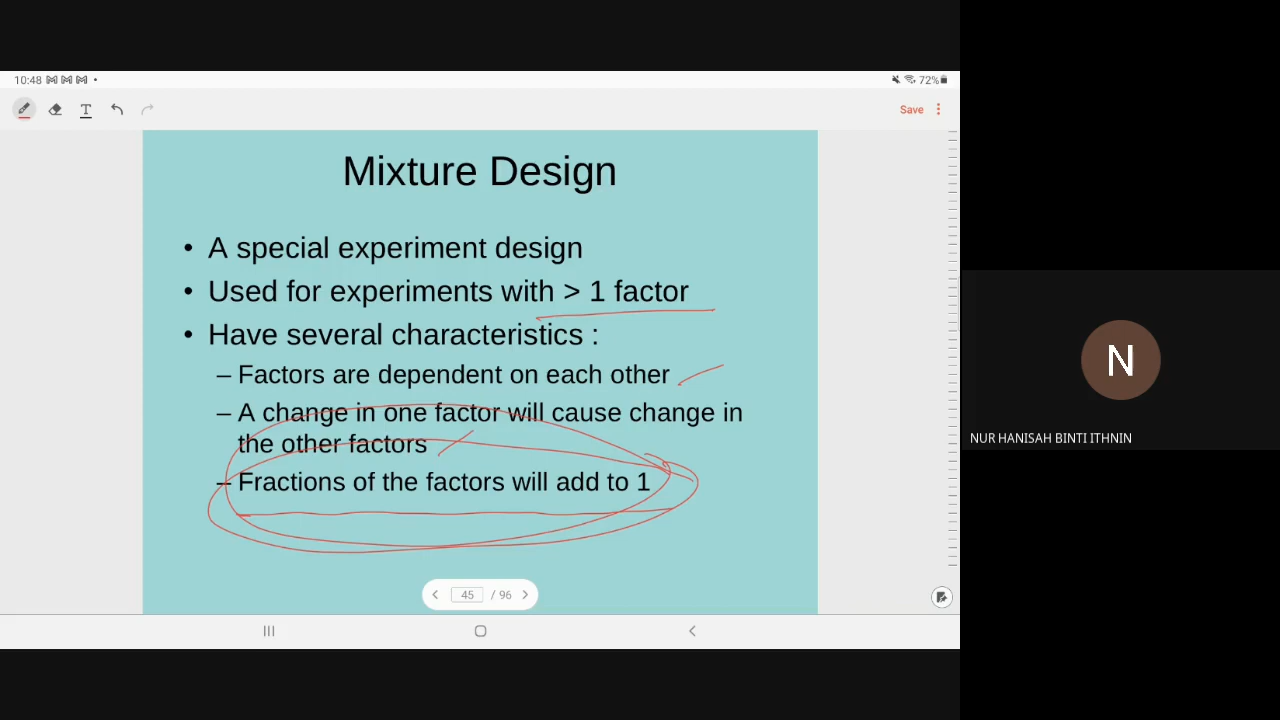 10:48 72%
T Save
Mixture Design
• A special experiment design
• Used for experiments with > 1 factor
• Have several characteristics :
– Factors are dependent on each other
– A change in one factor will cause change in
the other factors
– Fractions of the factors will add to 1
45 / 96
N
NUR HANISAH BINTI ITHNIN